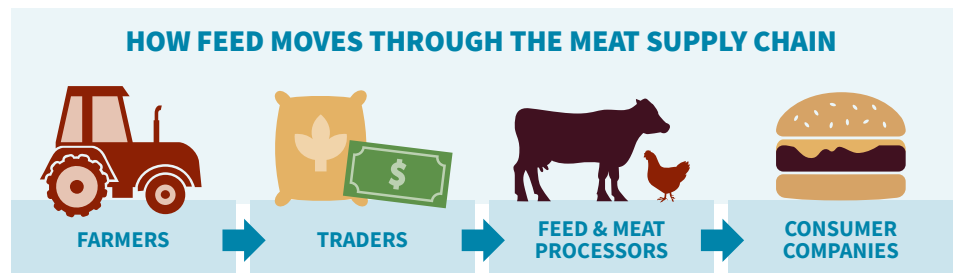 HOW FEED MOVES THROUGH THE MEAT SUPPLY CHAIN
$
FARMERS
TRADERS
FEED & MEAT
PROCESSORS
CONSUMER
COMPANIES